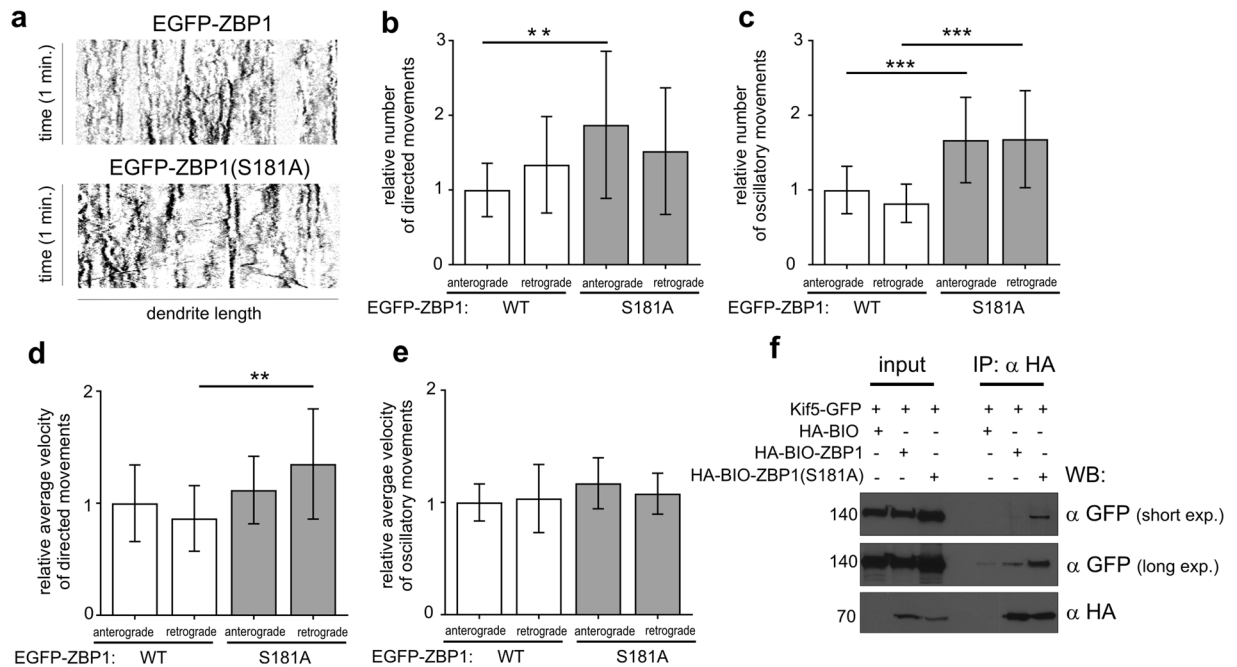 a
EGFP-ZBP1
time (1 min.)
EGFP-ZBP1(S181A)
time (1 min.)
dendrite length
b
relative number
of directed movements
3
2
1
0
* *
anterograde retrograde anterograde retrograde
EGFP-ZBP1: WT S181A
c
relative number
of oscillatory movements
3
2
1
0
***
***
anterograde retrograde anterograde retrograde
EGFP-ZBP1: WT S181A
d
relative average velocity
of directed movements
2
1
0
**
anterograde retrograde anterograde retrograde
EGFP-ZBP1: WT S181A
e
relative avergae velocity
of oscillatory movements
2
1
0
anterograde retrograde anterograde retrograde
EGFP-ZBP1: WT S181A
f
input IP: α HA
Kif5-GFP + + + + + +
HA-BIO + - - + - -
HA-BIO-ZBP1 - + - - + -
HA-BIO-ZBP1(S181A) - - + - - + WB:
140 α GFP (short exp.)
140 α GFP (long exp.)
70 α HA